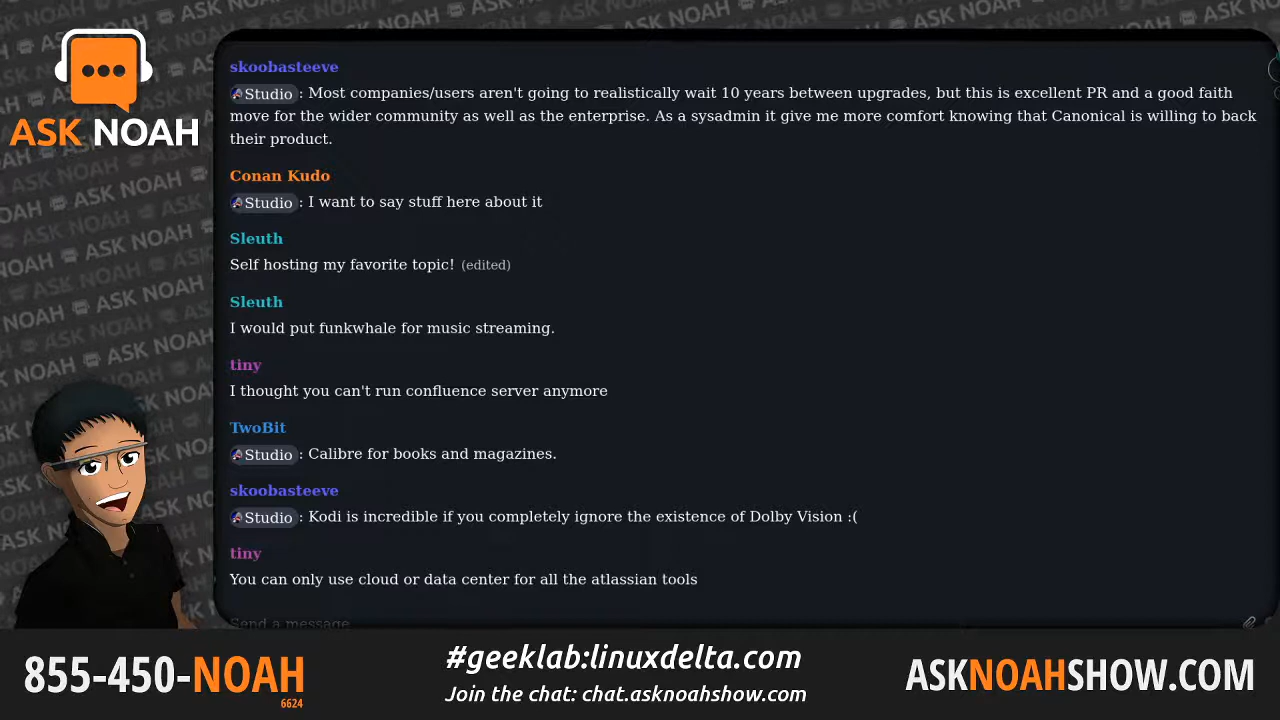 ASK NOAH
skoobasteeve
Studio: Most companies/users aren't going to realistically wait 10 years between upgrades, but this is excellent PR and a good faith
move for the wider community as well as the enterprise. As a sysadmin it give me more comfort knowing that Canonical is willing to back
their product.
Conan Kudo
Studio: I want to say stuff here about it
Sleuth
Self hosting my favorite topic! (edited)
Sleuth
I would put funkwhale for music streaming.
tiny
I thought you can't run confluence server anymore
TwoBit
Studio: Calibre for books and magazines.
skoobasteeve
Studio: Kodi is incredible if you completely ignore the existence of Dolby Vision :(
tiny
You can only use cloud or data center for all the atlassian tools
Send a message
855-450-NOAH
6624
#geeklab:linuxdelta.com
Join the chat: chat.asknoahshow.com
ASKNOAHSHOW.COM